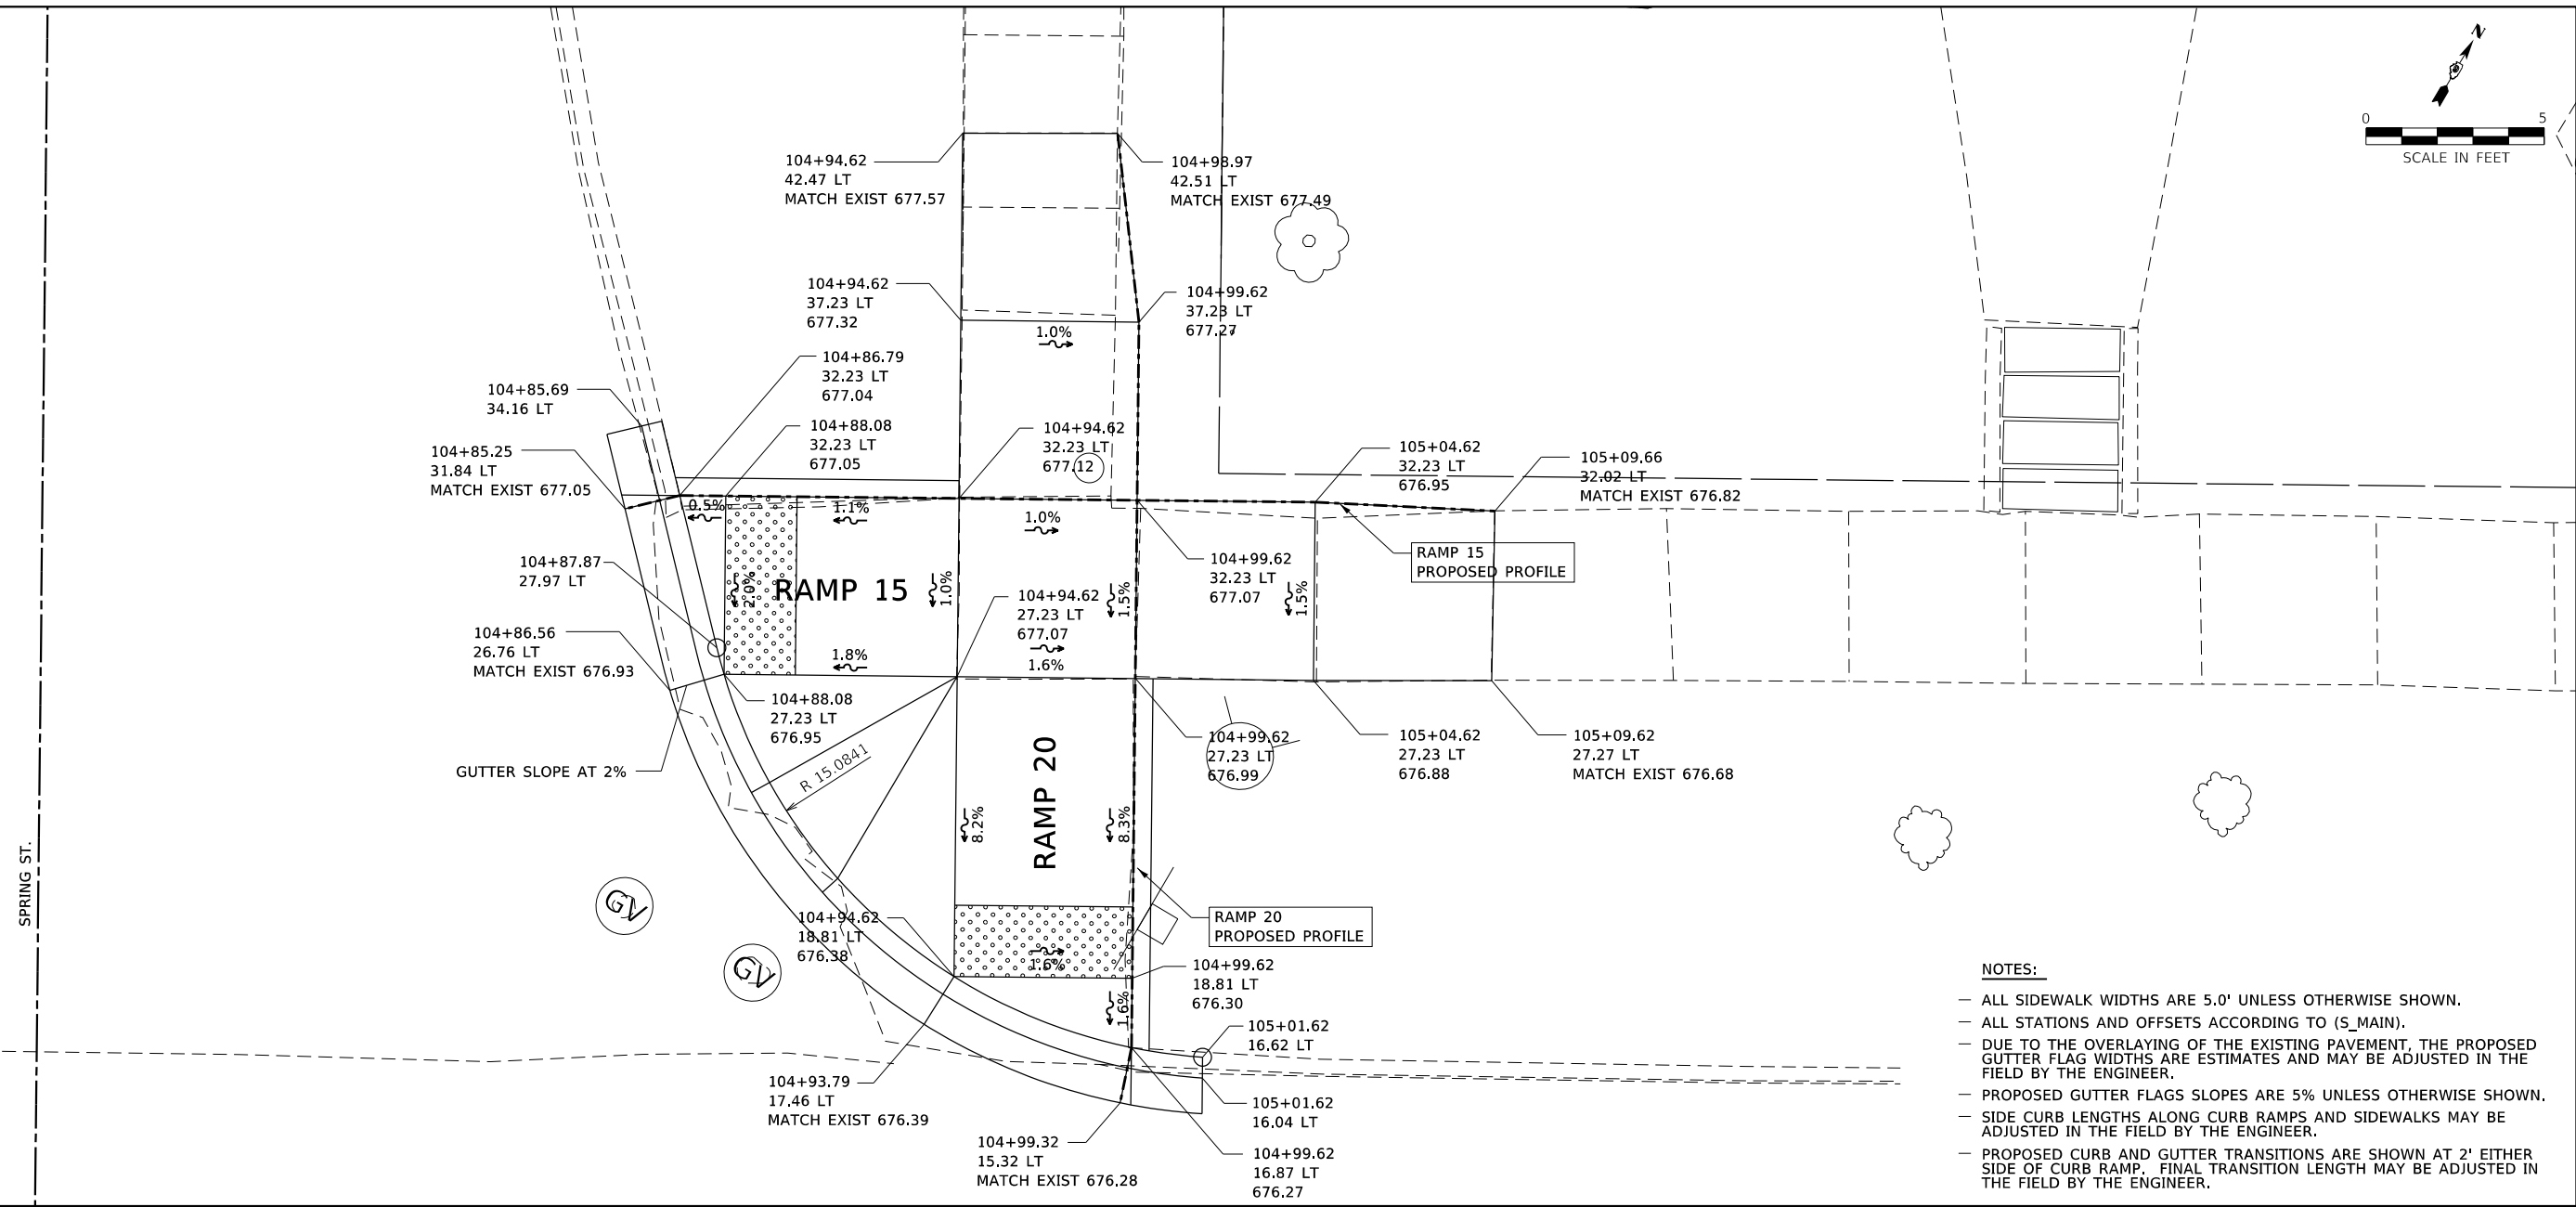 N
0 5
SCALE IN FEET
104+94.62
42.47 LT
MATCH EXIST 677.57
104+98.97
42.51 LT
MATCH EXIST 677.49
104+94.62
37.23 LT
677.32
104+99.62
37.23 LT
677.27
1.0%
104+86.79
32.23 LT
677.04
104+85.69
34.16 LT
104+88.08
32.23 LT
677.05
104+94.62
32.23 LT
677.12
105+04.62
32.23 LT
676.95
105+09.66
32.02 LT
MATCH EXIST 676.82
104+85.25
31.84 LT
MATCH EXIST 677.05
0.5%
1.1%
1.0%
RAMP 15
PROPOSED PROFILE
104+87.87
27.97 LT
104+99.62
32.23 LT
677.07
2.0%
RAMP 15
1.0%
1.5%
1.5%
104+94.62
27.23 LT
677.07
1.6%
104+86.56
26.76 LT
MATCH EXIST 676.93
1.8%
104+88.08
27.23 LT
676.95
104+99.62
27.23 LT
676.99
105+04.62
27.23 LT
676.88
105+09.62
27.27 LT
MATCH EXIST 676.68
GUTTER SLOPE AT 2%
R 15.0841
RAMP 20
8.2%
8.3%
SPRING ST.
GV
GV
104+94.62
18.81 LT
676.38
RAMP 20
PROPOSED PROFILE
1.6%
104+99.62
18.81 LT
676.30
1.6%
105+01.62
16.62 LT
104+93.79
17.46 LT
MATCH EXIST 676.39
105+01.62
16.04 LT
104+99.32
15.32 LT
MATCH EXIST 676.28
104+99.62
16.87 LT
676.27
NOTES:
— ALL SIDEWALK WIDTHS ARE 5.0' UNLESS OTHERWISE SHOWN.
— ALL STATIONS AND OFFSETS ACCORDING TO (S_MAIN).
— DUE TO THE OVERLAYING OF THE EXISTING PAVEMENT, THE PROPOSED
GUTTER FLAG WIDTHS ARE ESTIMATES AND MAY BE ADJUSTED IN THE
FIELD BY THE ENGINEER.
— PROPOSED GUTTER FLAGS SLOPES ARE 5% UNLESS OTHERWISE SHOWN.
— SIDE CURB LENGTHS ALONG CURB RAMPS AND SIDEWALKS MAY BE
ADJUSTED IN THE FIELD BY THE ENGINEER.
— PROPOSED CURB AND GUTTER TRANSITIONS ARE SHOWN AT 2' EITHER
SIDE OF CURB RAMP. FINAL TRANSITION LENGTH MAY BE ADJUSTED IN
THE FIELD BY THE ENGINEER.